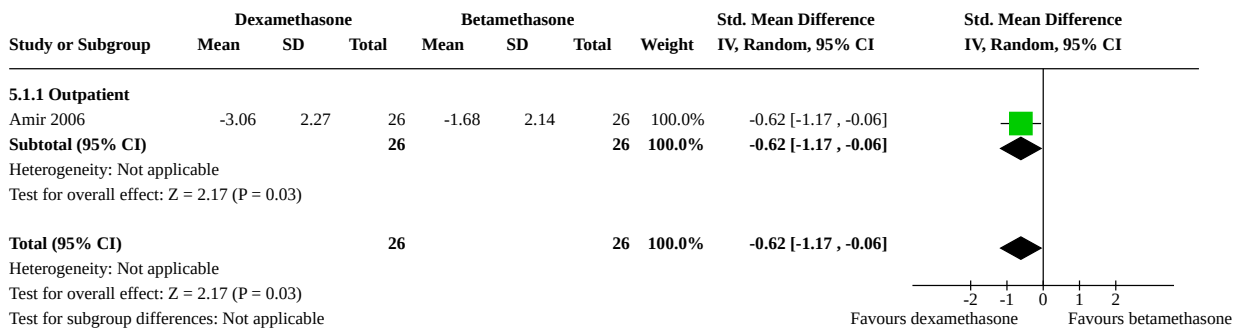 Dexamethasone Betamethasone Std. Mean Difference Std. Mean Difference
Study or Subgroup Mean SD Total Mean SD Total Weight IV, Random, 95% CI IV, Random, 95% CI
5.1.1 Outpatient
Amir 2006 -3.06 2.27 26 -1.68 2.14 26 100.0% -0.62 [-1.17 , -0.06]
Subtotal (95% CI) 26 26 100.0% -0.62 [-1.17 , -0.06]
Heterogeneity: Not applicable
Test for overall effect: Z = 2.17 (P = 0.03)
Total (95% CI) 26 26 100.0% -0.62 [-1.17 , -0.06]
Heterogeneity: Not applicable
Test for overall effect: Z = 2.17 (P = 0.03) -2 -1 0 1 2
Test for subgroup differences: Not applicable Favours dexamethasone Favours betamethasone